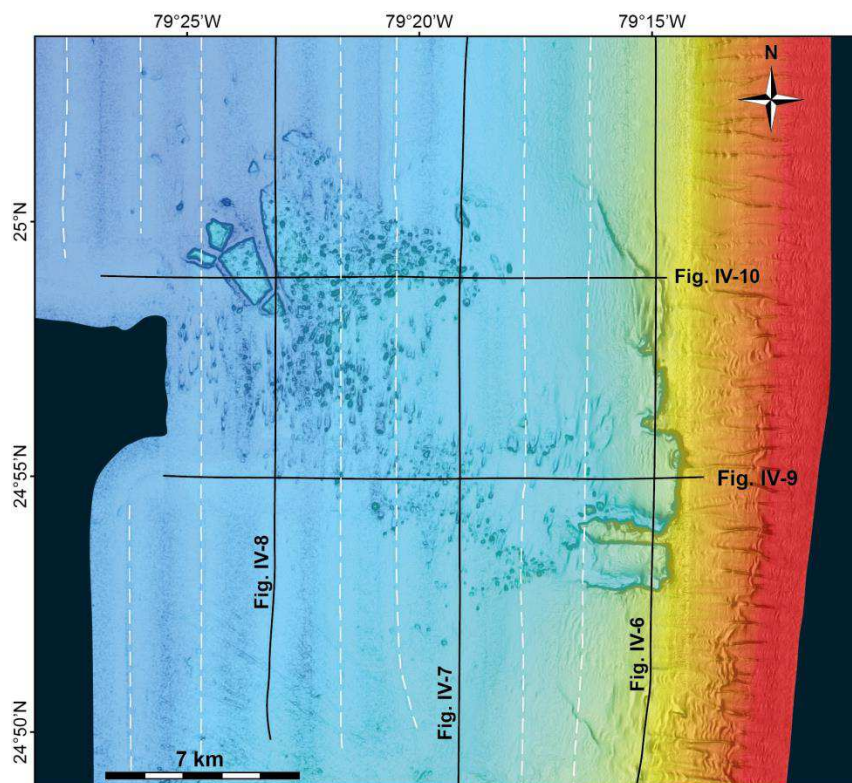 79°25'W
79°20'W
79°15'W
N
25°N
Fig. IV-10
24°55'N
Fig. IV-9
Fig. IV-8
Fig. IV-7
Fig. IV-6
24°50'N
7 km